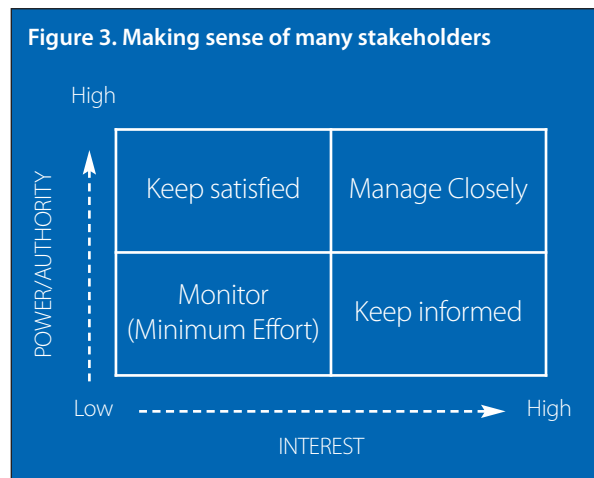 Figure 3. Making sense of many stakeholders
High
POWER/AUTHORITY
Keep satisfied
Manage Closely
Monitor
(Minimum Effort)
Keep informed
Low
High
INTEREST